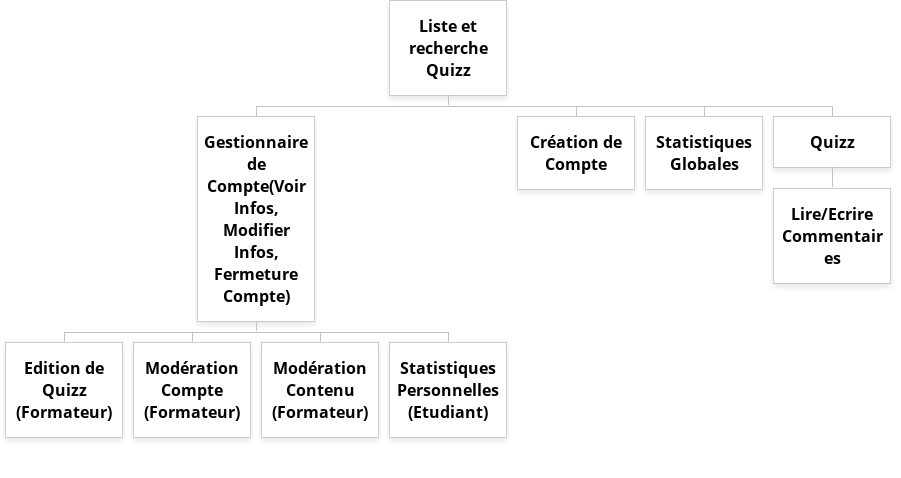 Liste et
recherche
Quizz
Gestionnaire
de
Compte(Voir
Infos,
Modifier
Infos,
Fermeture
Compte)
Création de
Compte
Statistiques
Globales
Quizz
Lire/Ecrire
Commentair
es
Edition de
Quizz
(Formateur)
Modération
Compte
(Formateur)
Modération
Contenu
(Formateur)
Statistiques
Personnelles
(Etudiant)